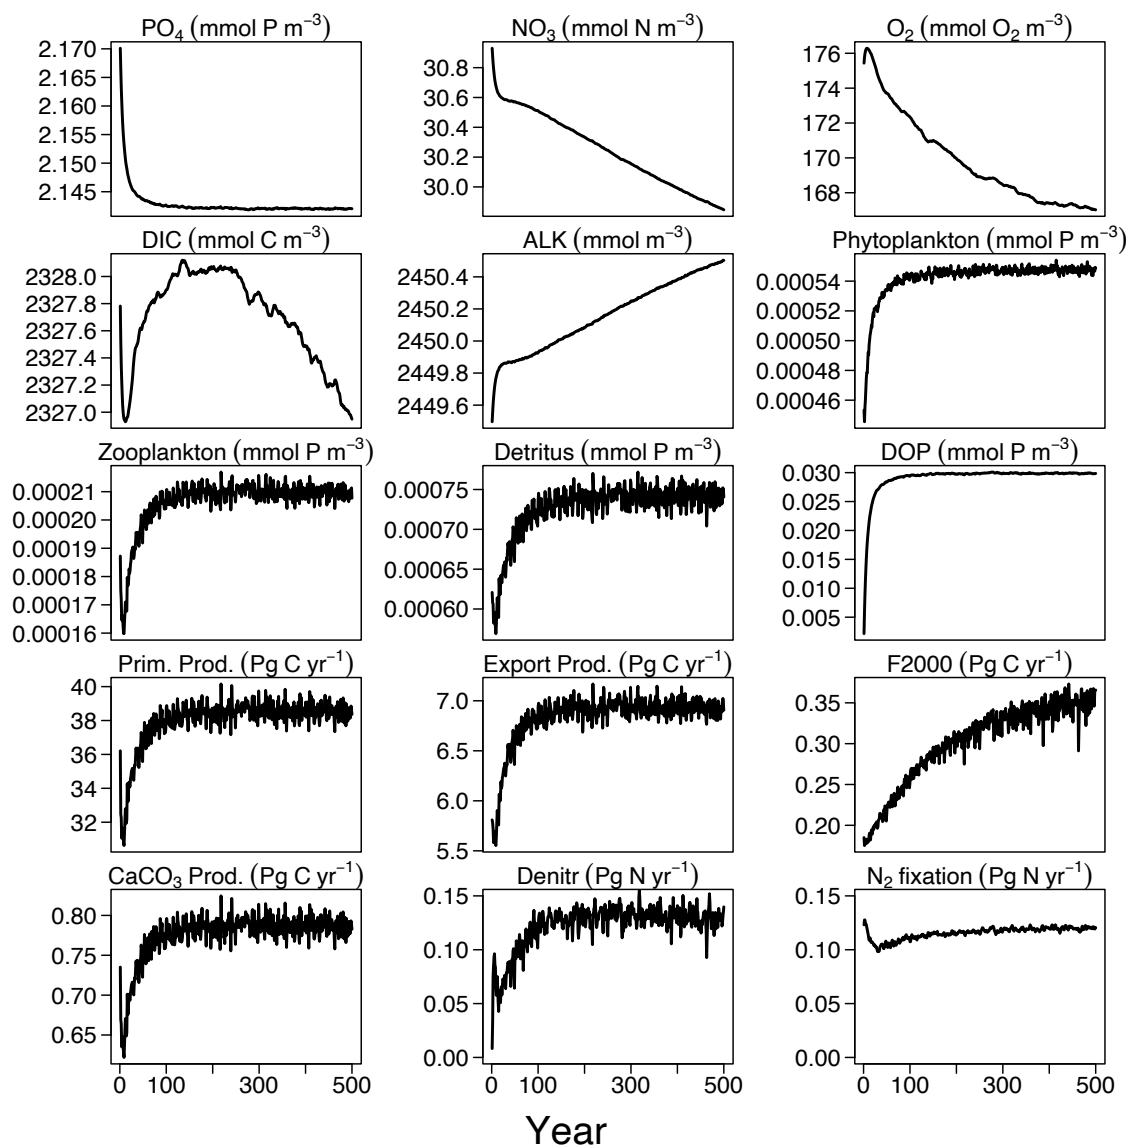 PO₄ (mmol P m⁻³) NO₃ (mmol N m⁻³) O₂ (mmol O₂ m⁻³)
2.170 30.8 176
2.165 30.6 174
2.160 30.4 172
2.155 30.2 170
2.150 30.0 168
2.145
DIC (mmol C m⁻³) ALK (mmol m⁻³) Phytoplankton (mmol P m⁻³)
2328.0 2450.4 0.00054
2327.8 2450.2 0.00052
2327.6 2450.0 0.00050
2327.4 2449.8 0.00048
2327.2 2449.6 0.00046
2327.0
Zooplankton (mmol P m⁻³) Detritus (mmol P m⁻³) DOP (mmol P m⁻³)
0.00021 0.00075 0.030
0.00020 0.00070 0.025
0.00019 0.00065 0.020
0.00018 0.00060 0.015
0.00017 0.010
0.00016 0.005
Prim. Prod. (Pg C yr⁻¹) Export Prod. (Pg C yr⁻¹) F2000 (Pg C yr⁻¹)
40 7.0 0.35
38 6.5 0.30
36 6.0 0.25
34 5.5 0.20
32
CaCO₃ Prod. (Pg C yr⁻¹) Denitr (Pg N yr⁻¹) N₂ fixation (Pg N yr⁻¹)
0.80 0.15 0.15
0.75 0.10 0.10
0.70 0.05 0.05
0.65 0.00 0.00
0 100 300 500 0 100 300 500 0 100 300 500
Year